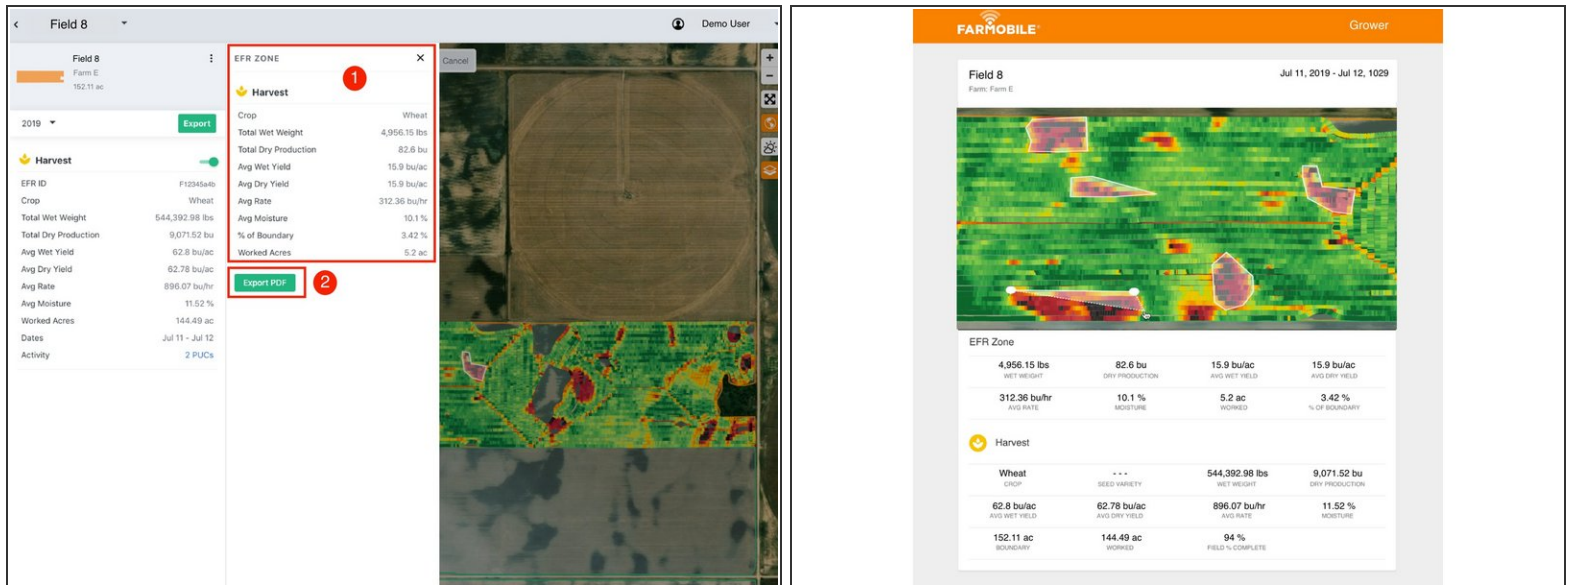 Field 8
Demo User
Field 8
Farm E
152.11 ac
2019
Export
Harvest
EFR ID F12345a4b
Crop Wheat
Total Wet Weight 544,392.98 lbs
Total Dry Production 9,071.52 bu
Avg Wet Yield 62.8 bu/ac
Avg Dry Yield 62.78 bu/ac
Avg Rate 896.07 bu/hr
Avg Moisture 11.52 %
Worked Acres 144.49 ac
Dates Jul 11 - Jul 12
Activity 2 PUCs
EFR ZONE
1
Harvest
Crop Wheat
Total Wet Weight 4,956.15 lbs
Total Dry Production 82.6 bu
Avg Wet Yield 15.9 bu/ac
Avg Dry Yield 15.9 bu/ac
Avg Rate 312.36 bu/hr
Avg Moisture 10.1 %
% of Boundary 3.42 %
Worked Acres 5.2 ac
Export PDF
2
Cancel
FARMOBILE
Grower
Field 8 Jul 11, 2019 - Jul 12, 1029
Farm: Farm E
EFR Zone
4,956.15 lbs 82.6 bu 15.9 bu/ac 15.9 bu/ac
WET WEIGHT DRY PRODUCTION AVG WET YIELD AVG DRY YIELD
312.36 bu/hr 10.1 % 5.2 ac 3.42 %
AVG RATE MOISTURE WORKED % OF BOUNDARY
Harvest
Wheat - - - 544,392.98 lbs 9,071.52 bu
CROP SEED VARIETY WET WEIGHT DRY PRODUCTION
62.8 bu/ac 62.78 bu/ac 896.07 bu/hr 11.52 %
AVG WET YIELD AVG DRY YIELD AVG RATE MOISTURE
152.11 ac 144.49 ac 94 %
BOUNDARY WORKED FIELD % COMPLETE